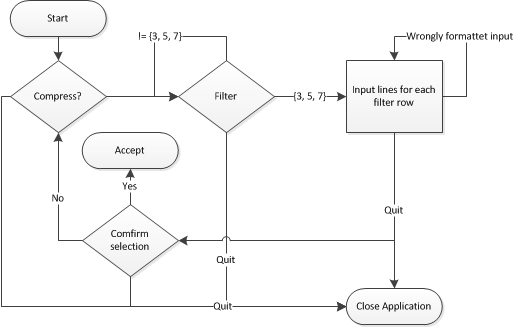 Start
!= {3, 5, 7}
Wrongly formattet input
Compress?
Filter
{3, 5, 7}
Input lines for each
filter row
Accept
Yes
No
Comfirm
selection
Quit
Quit
Quit
Close Application